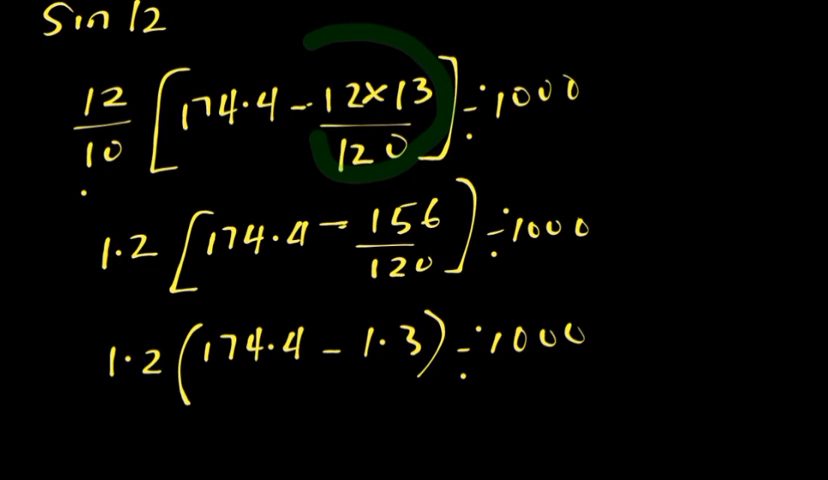 Sin 12
12/10 [174.4 - 12×13/120] ÷ 1000
1.2 [174.4 - 156/120] ÷ 1000
1.2 (174.4 - 1.3) ÷ 1000